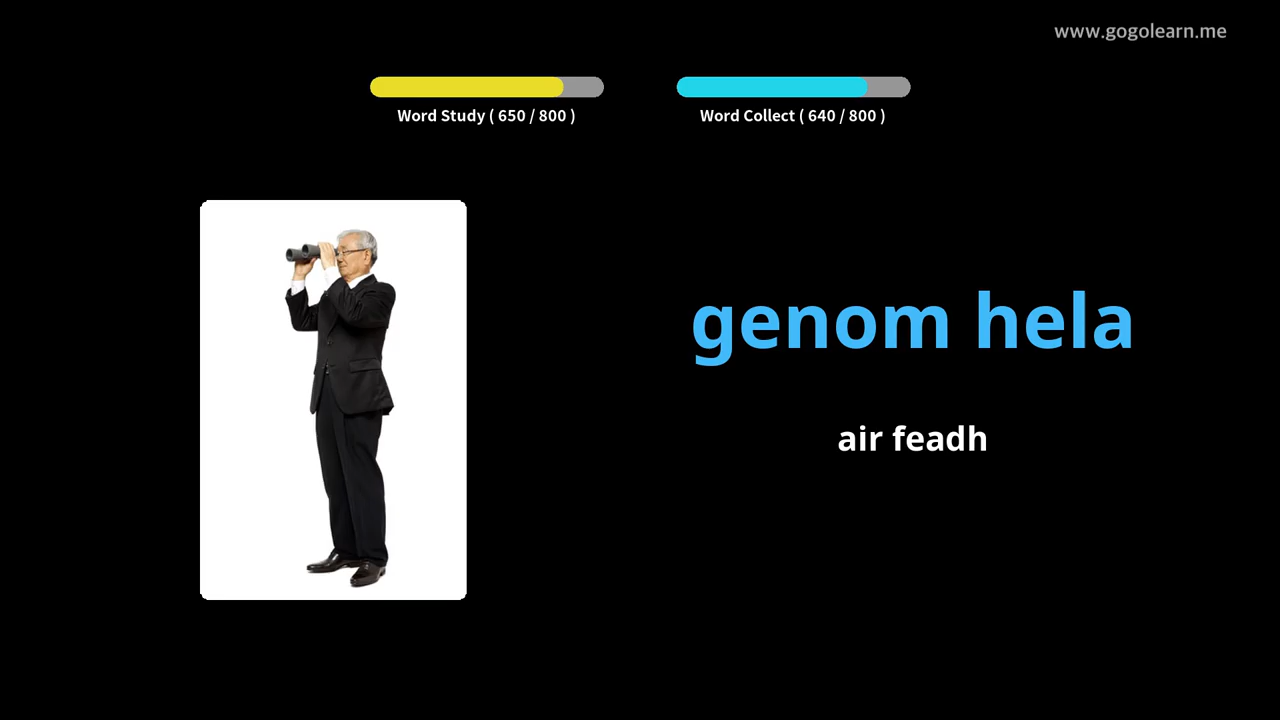 www.gogolearn.me
Word Study ( 650 / 800 )
Word Collect ( 640 / 800 )
genom hela
air feadh